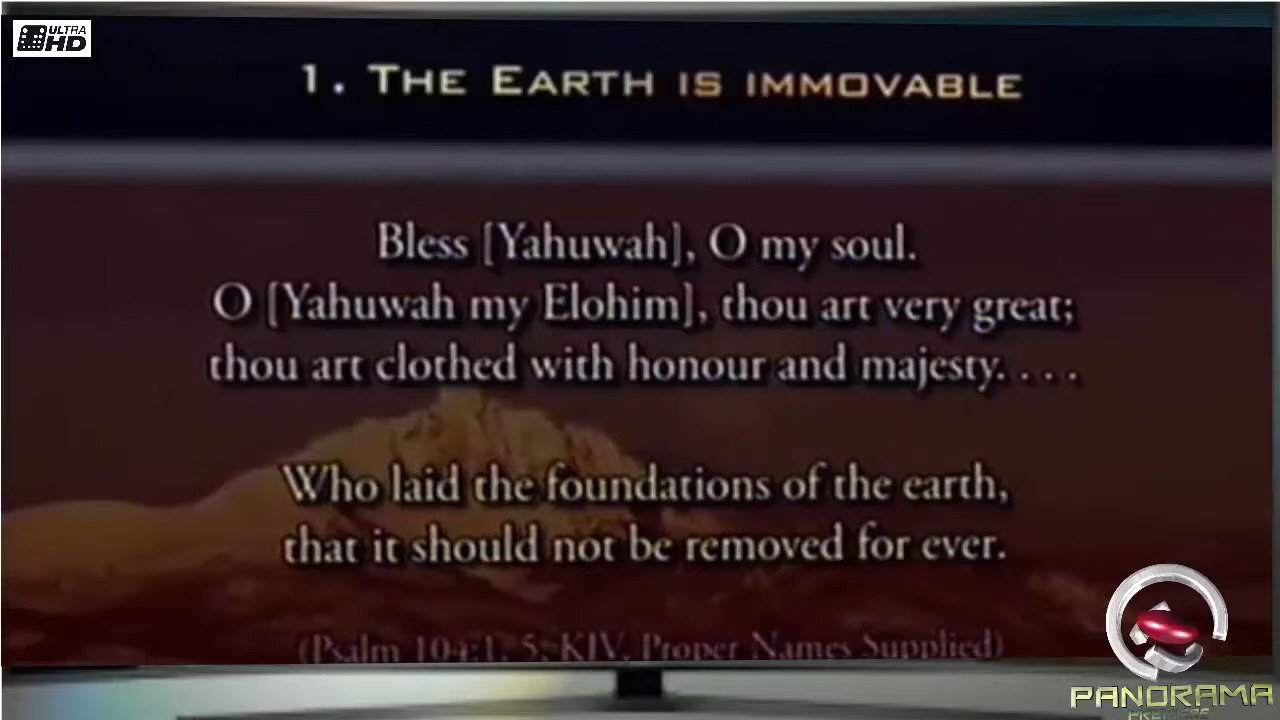 ULTRA
HD
1. THE EARTH IS IMMOVABLE
Bless [Yahuwah], O my soul.
O [Yahuwah my Elohim], thou art very great;
thou art clothed with honour and majesty. . . .
Who laid the foundations of the earth,
that it should not be removed for ever.
(Psalm 104:1, 5, KJV, Proper Names Supplied)
PANORAMA
PREMIERE